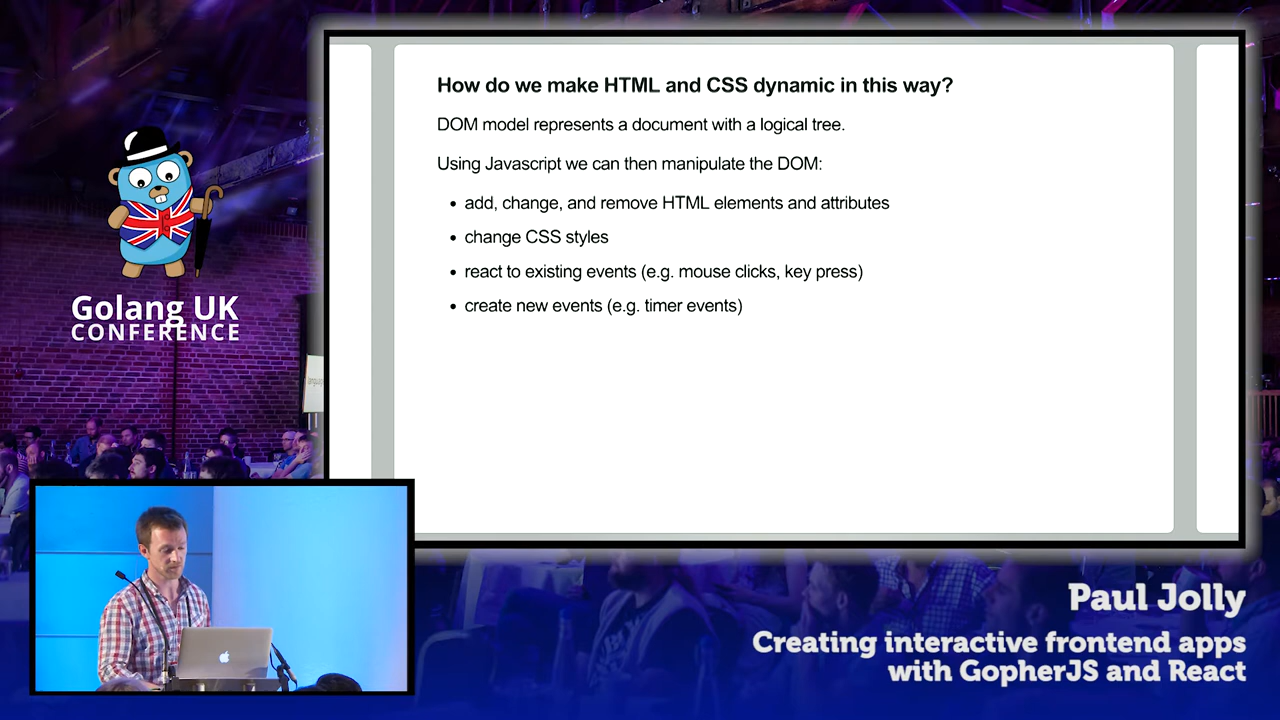 How do we make HTML and CSS dynamic in this way?
DOM model represents a document with a logical tree.
Using Javascript we can then manipulate the DOM:
• add, change, and remove HTML elements and attributes
• change CSS styles
• react to existing events (e.g. mouse clicks, key press)
• create new events (e.g. timer events)
Golang UK
CONFERENCE
Paul Jolly
Creating interactive frontend apps
with GopherJS and React